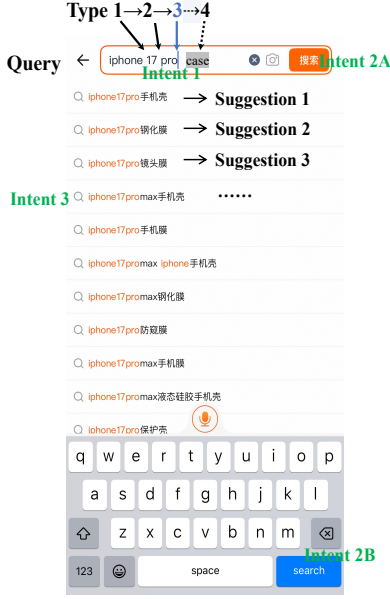 Type 1→2→3→4
Query
iphone 17 pro case
搜索
Intent 1
Intent 2A
iphone17pro手机壳
Suggestion 1
iphone17pro钢化膜
Suggestion 2
iphone17pro镜头膜
Suggestion 3
Intent 3
iphone17promax手机壳
······
iphone17pro手机膜
iphone17promax iphone手机壳
iphone17promax钢化膜
iphone17pro防窥膜
iphone17promax手机膜
iphone17promax液态硅胶手机壳
iphone17pro保护壳
q w e r t y u i o p
a s d f g h j k l
z x c v b n m
Intent 2B
123 space search